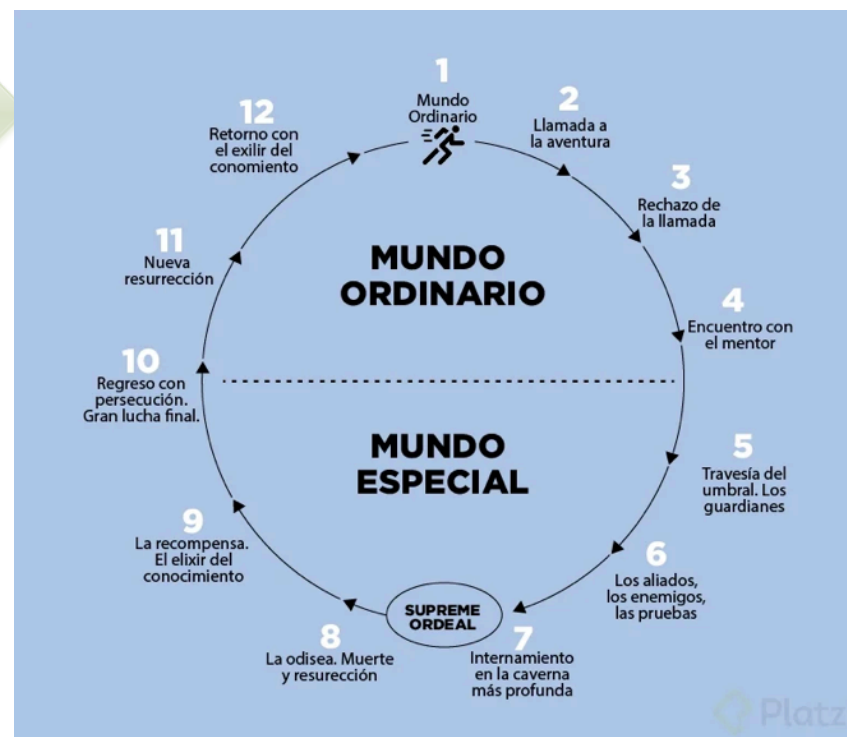 1
Mundo
Ordinario
2
Llamada a
la aventura
3
Rechazo de
la llamada
4
Encuentro con
el mentor
5
Travesía del
umbral. Los
guardianes
6
Los aliados,
los enemigos,
las pruebas
7
Internamiento
en la caverna
más profunda
SUPREME
ORDEAL
8
La odisea. Muerte
y resurección
9
La recompensa.
El elixir del
conocimiento
10
Regreso con
persecución.
Gran lucha final.
11
Nueva
resurrección
12
Retorno con
el exilir del
conomiento
MUNDO
ORDINARIO
MUNDO
ESPECIAL
Platz